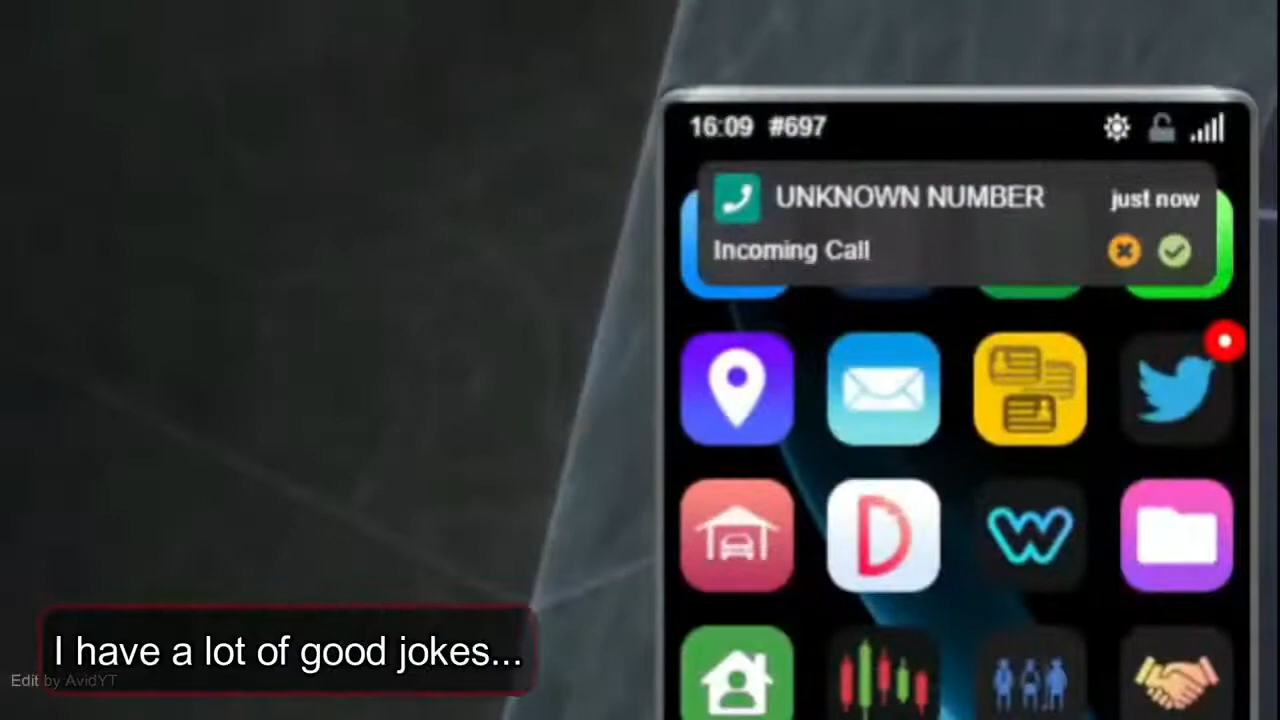 16:09 #697
UNKNOWN NUMBER just now
Incoming Call
D
W
I have a lot of good jokes...
Edit by AvidYT